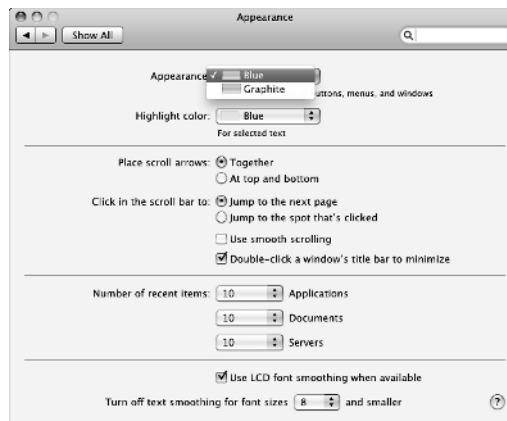 Appearance
Show All
Appearance ✓ Blue
Graphite
uttons, menus, and windows
Highlight color: Blue
For selected text
Place scroll arrows: Together
At top and bottom
Click in the scroll bar to: Jump to the next page
Jump to the spot that's clicked
Use smooth scrolling
Double-click a window's title bar to minimize
Number of recent items: 10 Applications
10 Documents
10 Servers
Use LCD font smoothing when available
Turn off text smoothing for font sizes 8 and smaller ?